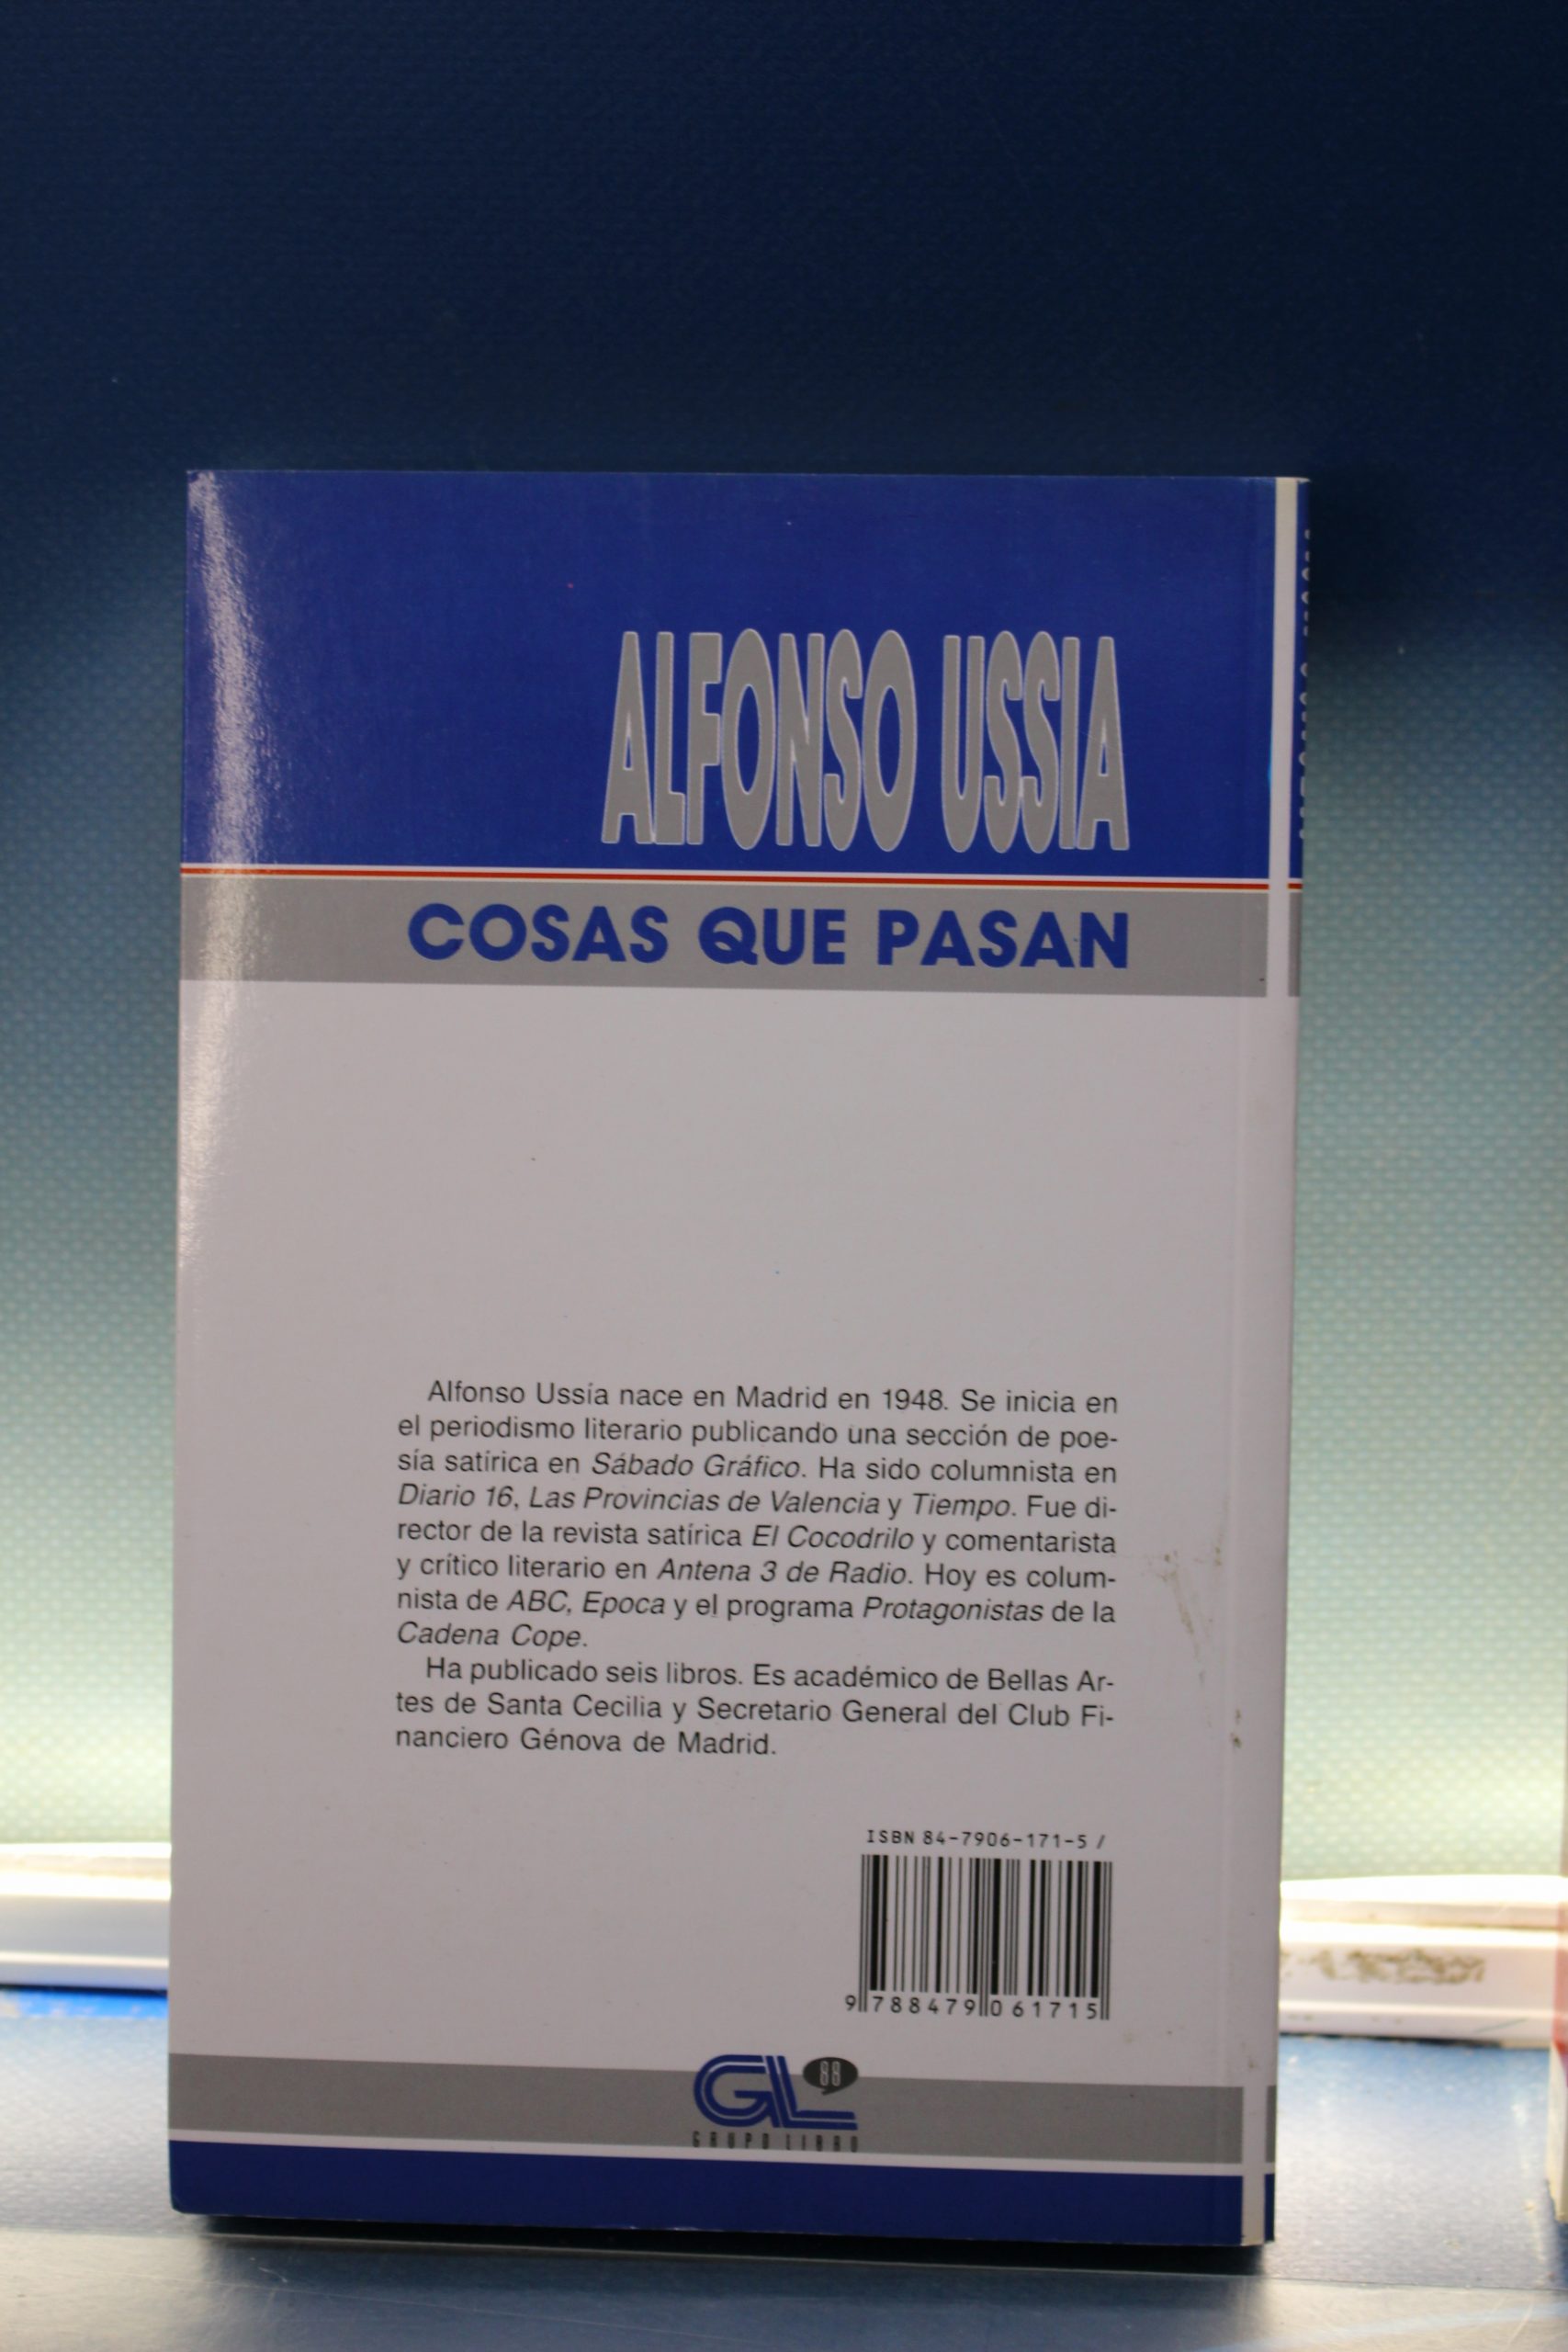 ALFONSO USSIA
COSAS QUE PASAN
Alfonso Ussía nace en Madrid en 1948. Se inicia en
el periodismo literario publicando una sección de poe-
sía satírica en Sábado Gráfico. Ha sido columnista en
Diario 16, Las Provincias de Valencia y Tiempo. Fue di-
rector de la revista satírica El Cocodrilo y comentarista
y crítico literario en Antena 3 de Radio. Hoy es colum-
nista de ABC, Epoca y el programa Protagonistas de la
Cadena Cope.
Ha publicado seis libros. Es académico de Bellas Ar-
tes de Santa Cecilia y Secretario General del Club Fi-
nanciero Génova de Madrid.
ISBN 84-7906-171-5 /
9 788479 061715
GL 88
GRUPO LIBRO